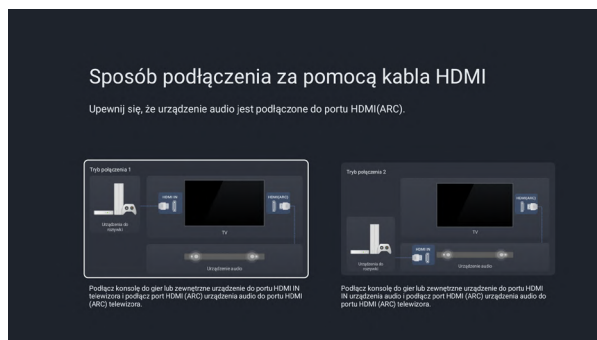 Sposób podłączenia za pomocą kabla HDMI
Upewnij się, że urządzenie audio jest podłączone do portu HDMI(ARC).
Tryb połączenia 1
HDMI IN
HDMI(ARC)
TV
Urządzenia do
rozrywki
Urządzenie audio
Podłącz konsolę do gier lub zewnętrzne urządzenie do portu HDMI IN
telewizora i podłącz port HDMI (ARC) urządzenia audio do portu HDMI
(ARC) telewizora.
Tryb połączenia 2
HDMI(ARC)
TV
HDMI IN
Urządzenia do
rozrywki
Urządzenie audio
Podłącz konsolę do gier lub zewnętrzne urządzenie do portu HDMI
IN urządzenia audio i podłącz port HDMI (ARC) urządzenia audio do
portu HDMI (ARC) telewizora.